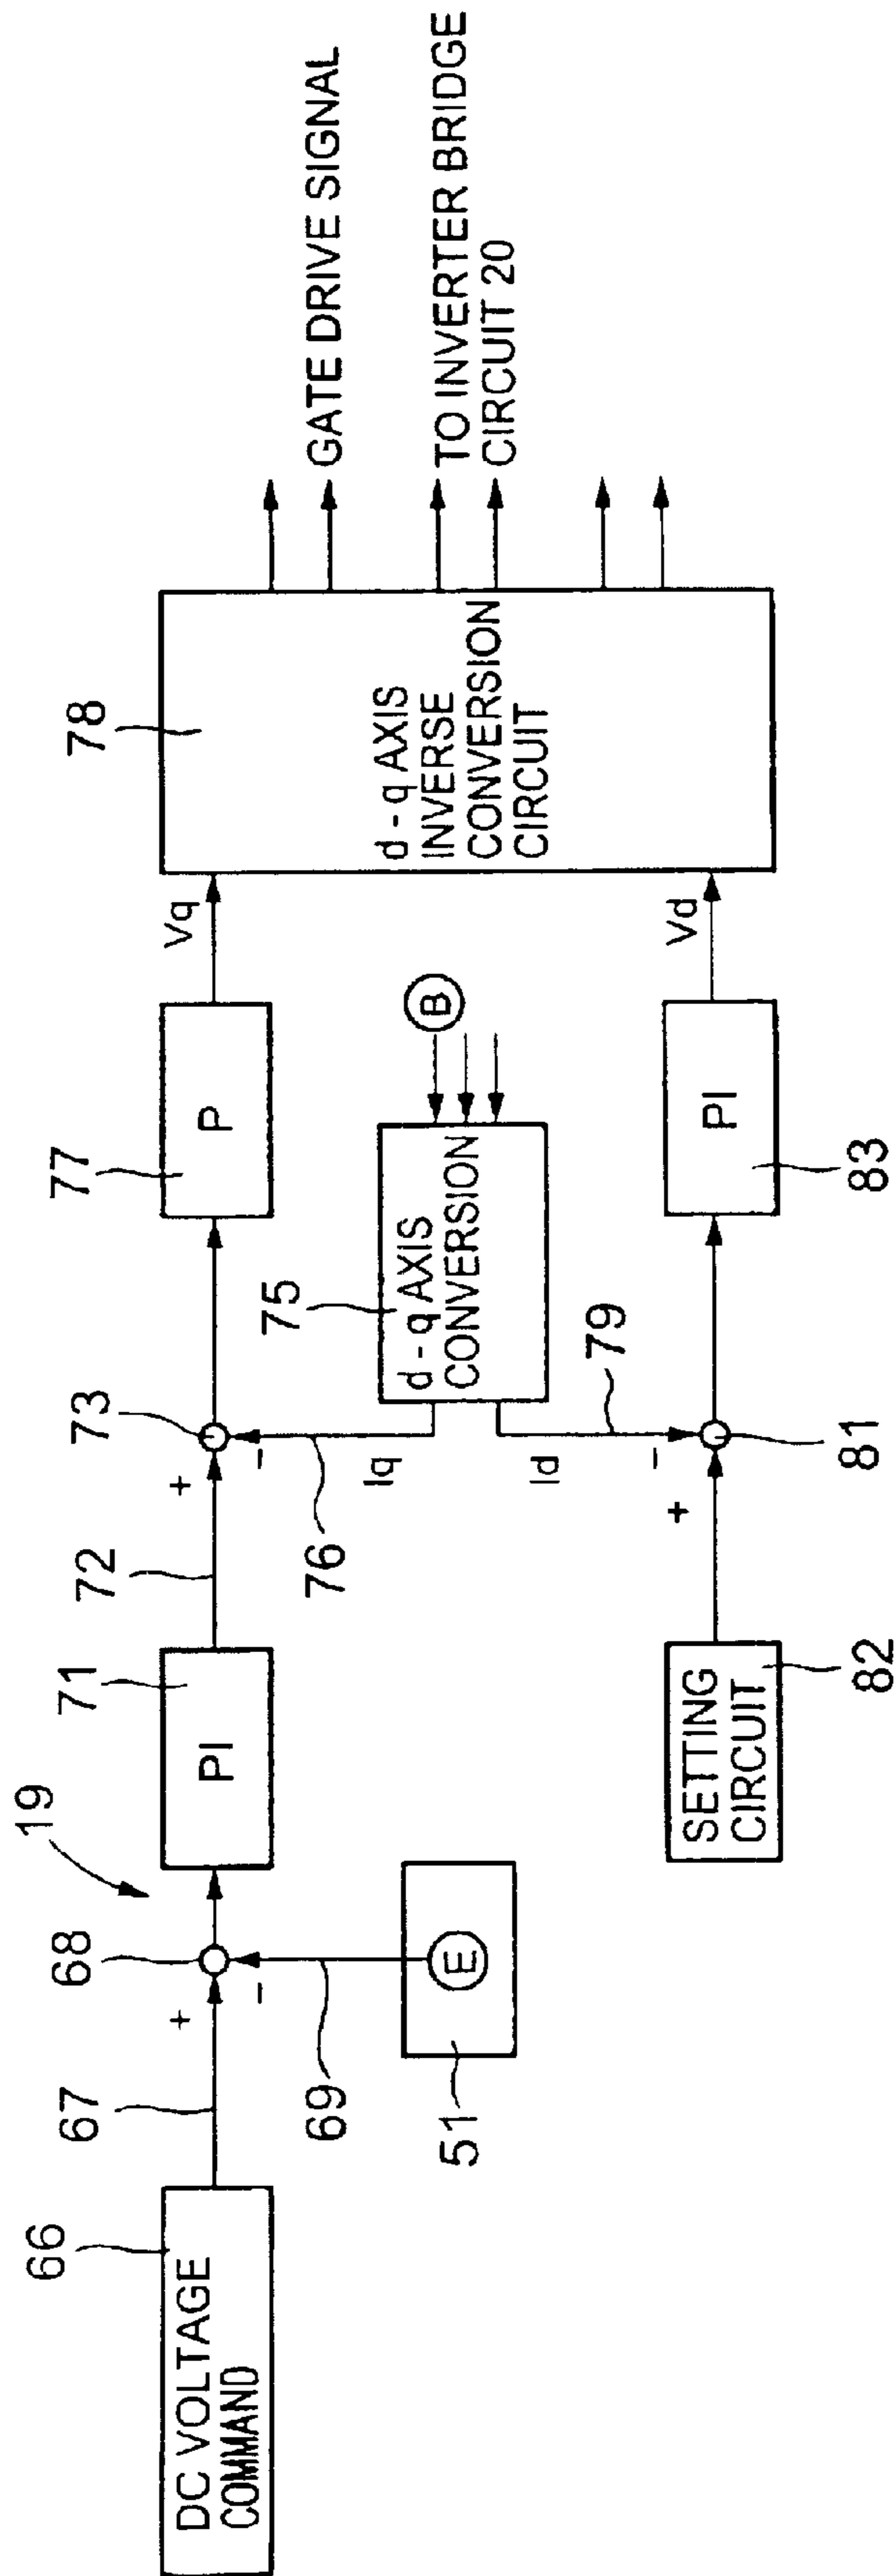 19
66
DC VOLTAGE
COMMAND
67
+
-
68
69
51
E
71
PI
72
+
-
73
76
Iq
Id
75
d - q AXIS
CONVERSION
B
79
77
P
Vq
SETTING
CIRCUIT
82
+
-
81
83
PI
Vd
78
d - q AXIS
INVERSE
CONVERSION
CIRCUIT
GATE DRIVE SIGNAL
TO INVERTER BRIDGE
CIRCUIT 20